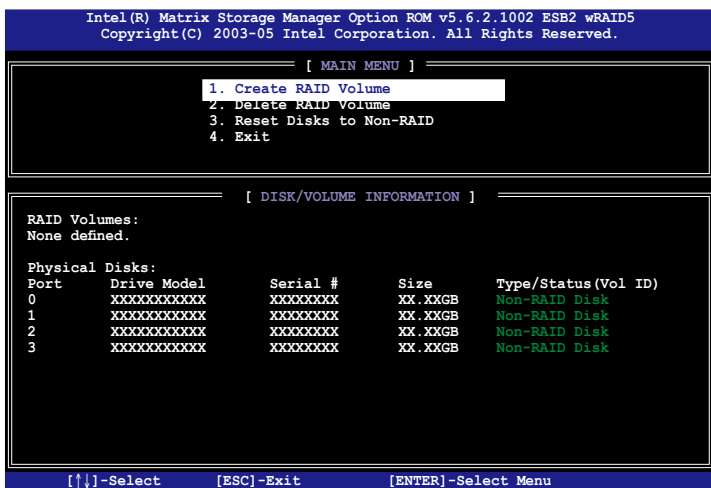 Intel(R) Matrix Storage Manager Option ROM v5.6.2.1002 ESB2 wRAID5
Copyright(C) 2003-05 Intel Corporation. All Rights Reserved.
[ MAIN MENU ]
1. Create RAID Volume
2. Delete RAID Volume
3. Reset Disks to Non-RAID
4. Exit
[ DISK/VOLUME INFORMATION ]
RAID Volumes:
None defined.
Physical Disks:
Port Drive Model Serial # Size Type/Status(Vol ID)
0 XXXXXXXXXXX XXXXXXXX XX.XXGB Non-RAID Disk
1 XXXXXXXXXXX XXXXXXXX XX.XXGB Non-RAID Disk
2 XXXXXXXXXXX XXXXXXXX XX.XXGB Non-RAID Disk
3 XXXXXXXXXXX XXXXXXXX XX.XXGB Non-RAID Disk
[↑↓]-Select [ESC]-Exit [ENTER]-Select Menu